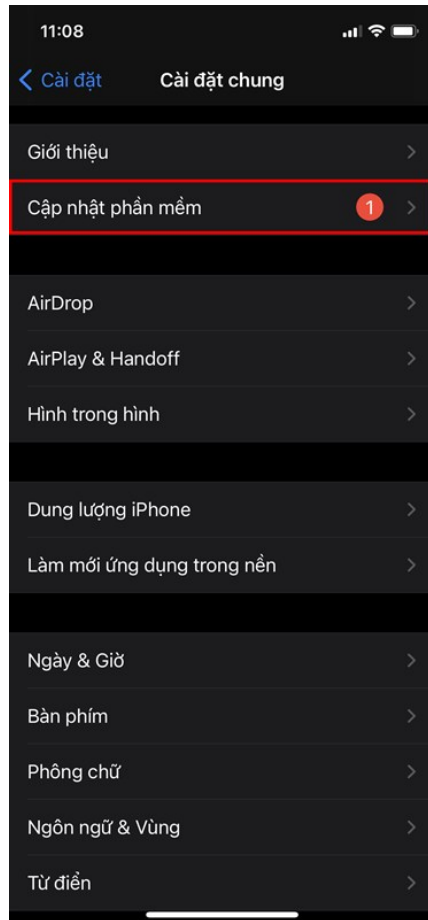 11:08
Cài đặt
Cài đặt chung
Giới thiệu
Cập nhật phần mềm
1
AirDrop
AirPlay & Handoff
Hình trong hình
Dung lượng iPhone
Làm mới ứng dụng trong nền
Ngày & Giờ
Bàn phím
Phông chữ
Ngôn ngữ & Vùng
Từ điển